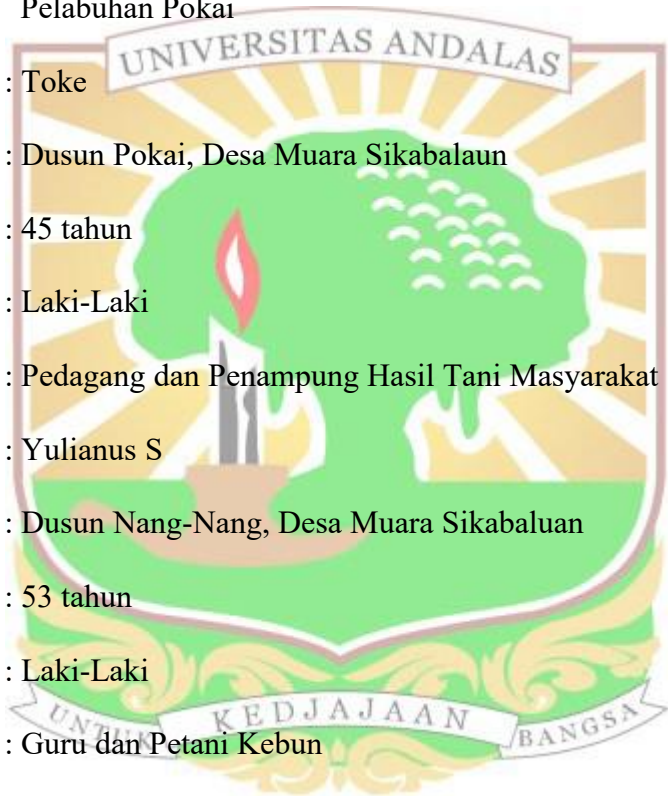 Pelabuhan Pokai
UNIVERSITAS ANDALAS
: Toke
: Dusun Pokai, Desa Muara Sikabalaun
: 45 tahun
: Laki-Laki
: Pedagang dan Penampung Hasil Tani Masyarakat
: Yulianus S
: Dusun Nang-Nang, Desa Muara Sikabaluan
: 53 tahun
: Laki-Laki
UNTUK KEDJAJAAN BANGSA
: Guru dan Petani Kebun